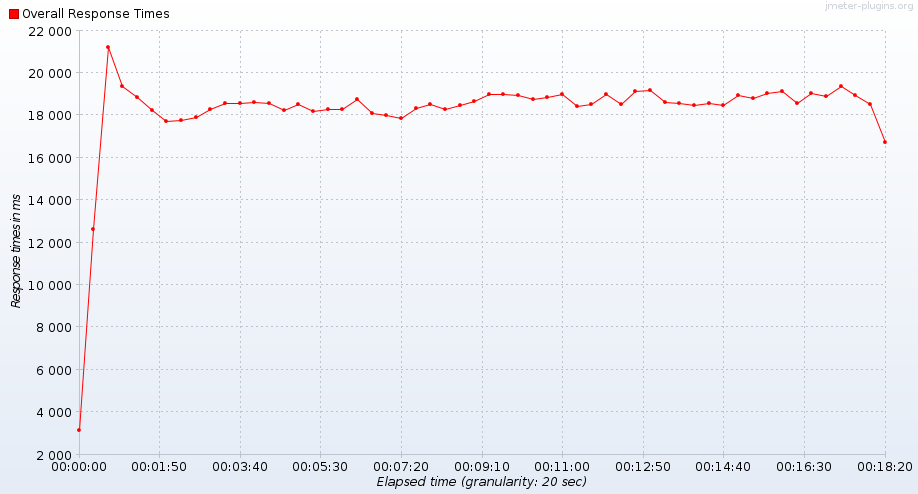 jmeter-plugins.org
Overall Response Times
22 000
20 000
18 000
16 000
14 000
12 000
10 000
8 000
6 000
4 000
2 000
Response times in ms
00:00:00 00:01:50 00:03:40 00:05:30 00:07:20 00:09:10 00:11:00 00:12:50 00:14:40 00:16:30 00:18:20
Elapsed time (granularity: 20 sec)